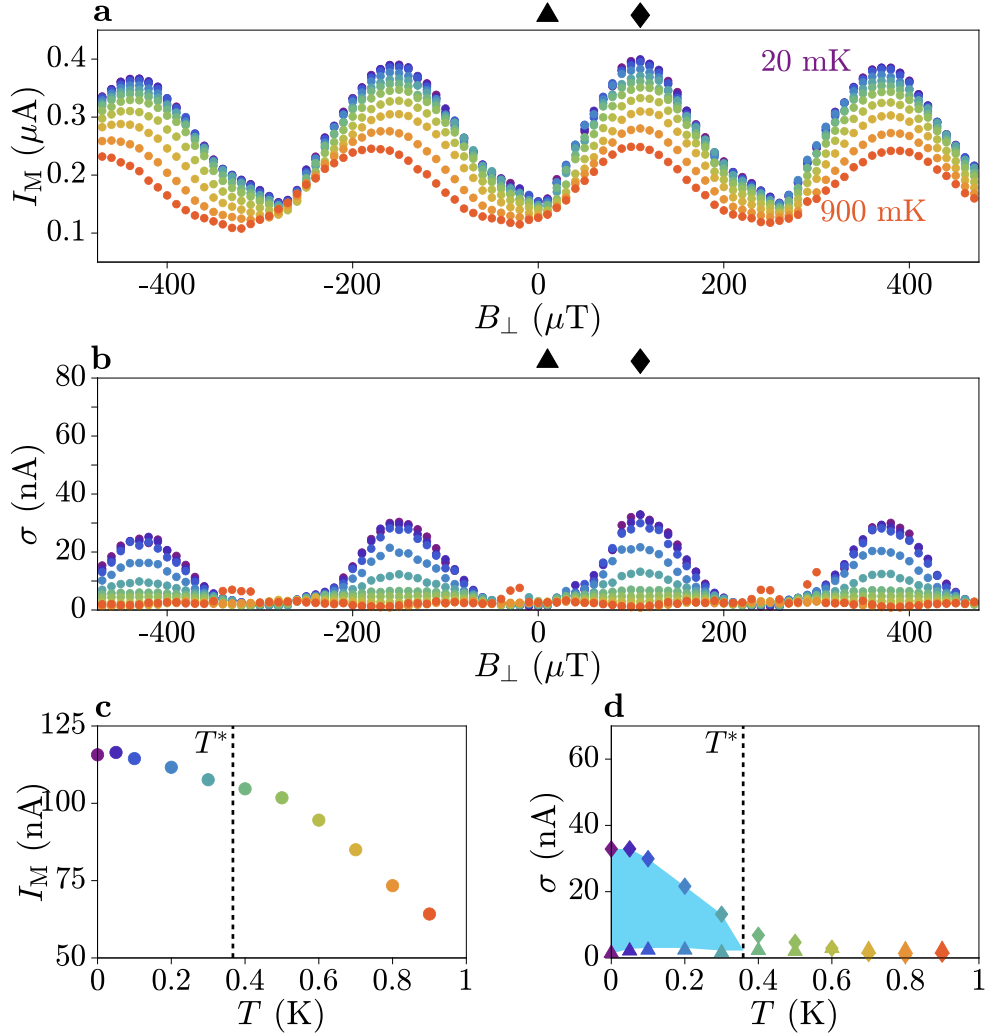 a
0.4
0.3
0.2
0.1
I_M (μA)
20 mK
900 mK
-400 -200 0 200 400
B_⊥ (μT)
b
80
60
40
20
0
σ (nA)
-400 -200 0 200 400
B_⊥ (μT)
c
125
100
75
50
I_M (nA)
T*
0 0.2 0.4 0.6 0.8 1
T (K)
d
60
40
20
0
σ (nA)
T*
0 0.2 0.4 0.6 0.8 1
T (K)